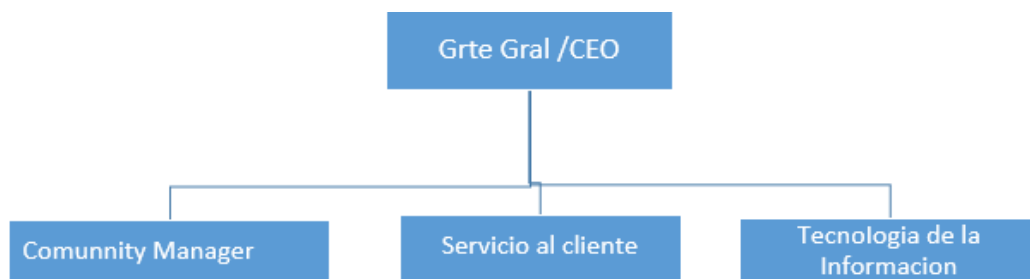 Grte Gral /CEO
Comunnity Manager
Servicio al cliente
Tecnologia de la
Informacion